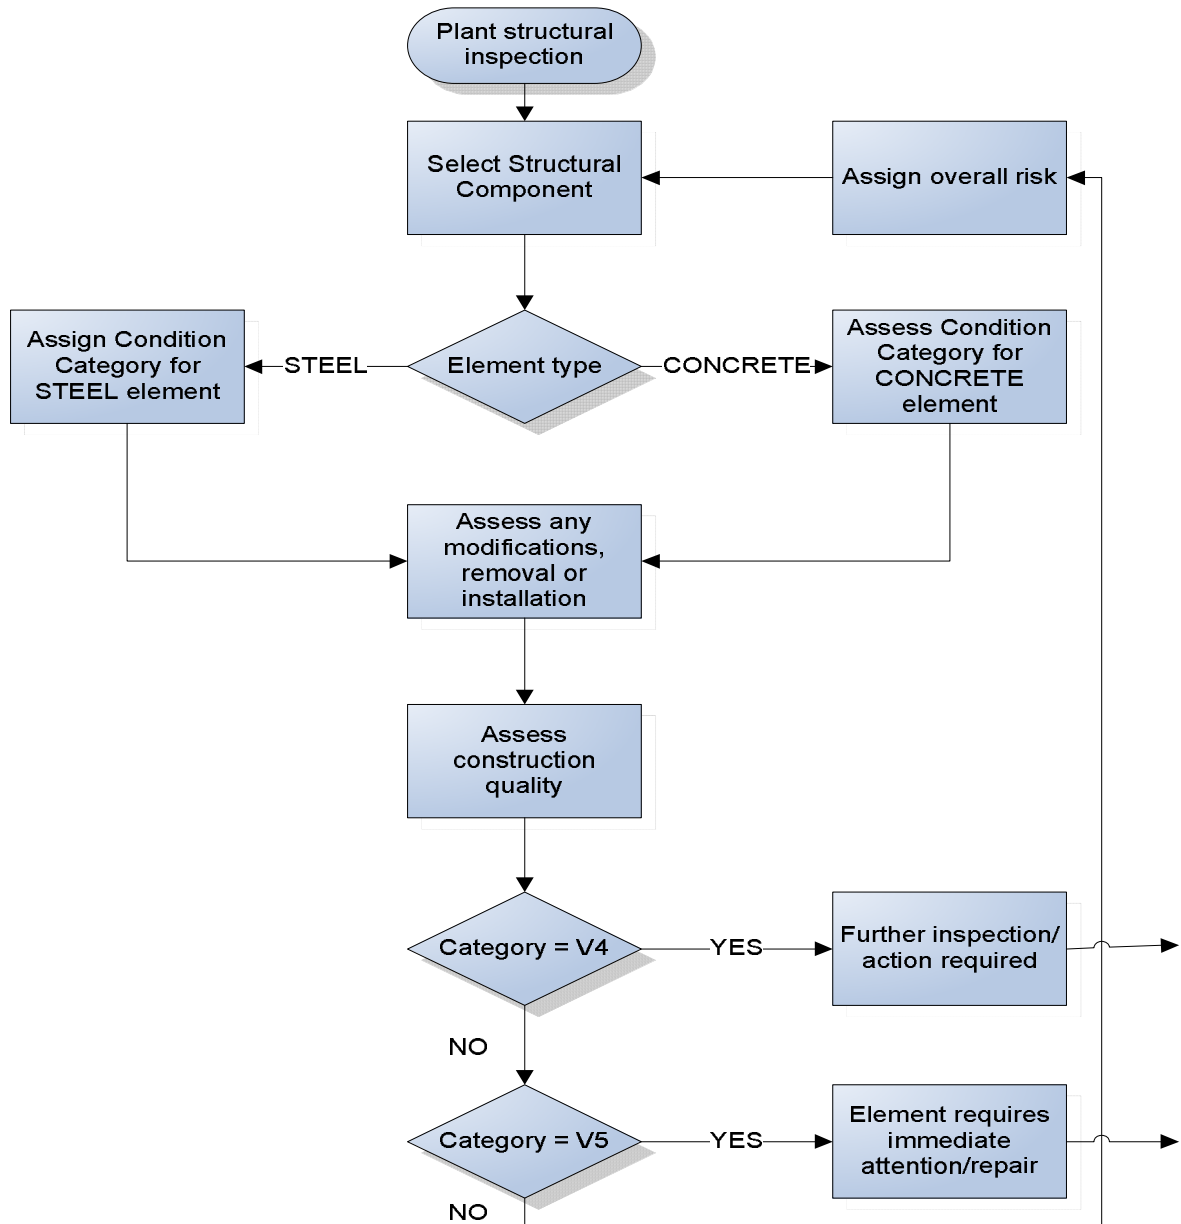 Plant structural
inspection
Select Structural
Component
Assign overall risk
Assign Condition
Category for
STEEL element
STEEL
Element type
CONCRETE
Assess Condition
Category for
CONCRETE
element
Assess any
modifications,
removal or
installation
Assess
construction
quality
Category = V4
YES
Further inspection/
action required
NO
Category = V5
YES
Element requires
immediate
attention/repair
NO